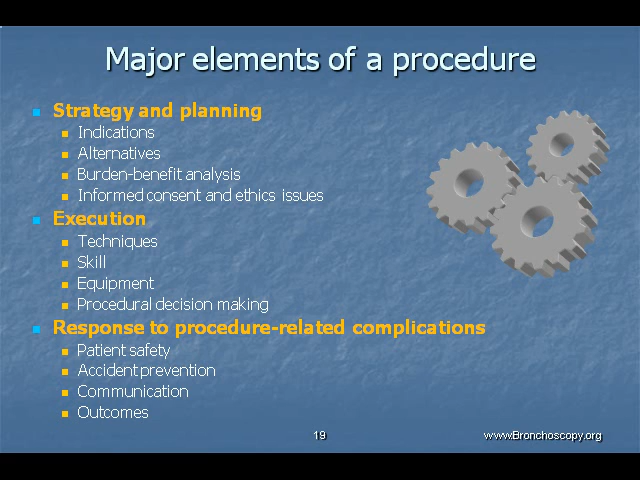 Major elements of a procedure
Strategy and planning
Indications
Alternatives
Burden-benefit analysis
Informed consent and ethics issues
Execution
Techniques
Skill
Equipment
Procedural decision making
Response to procedure-related complications
Patient safety
Accident prevention
Communication
Outcomes
19
www.Bronchoscopy.org